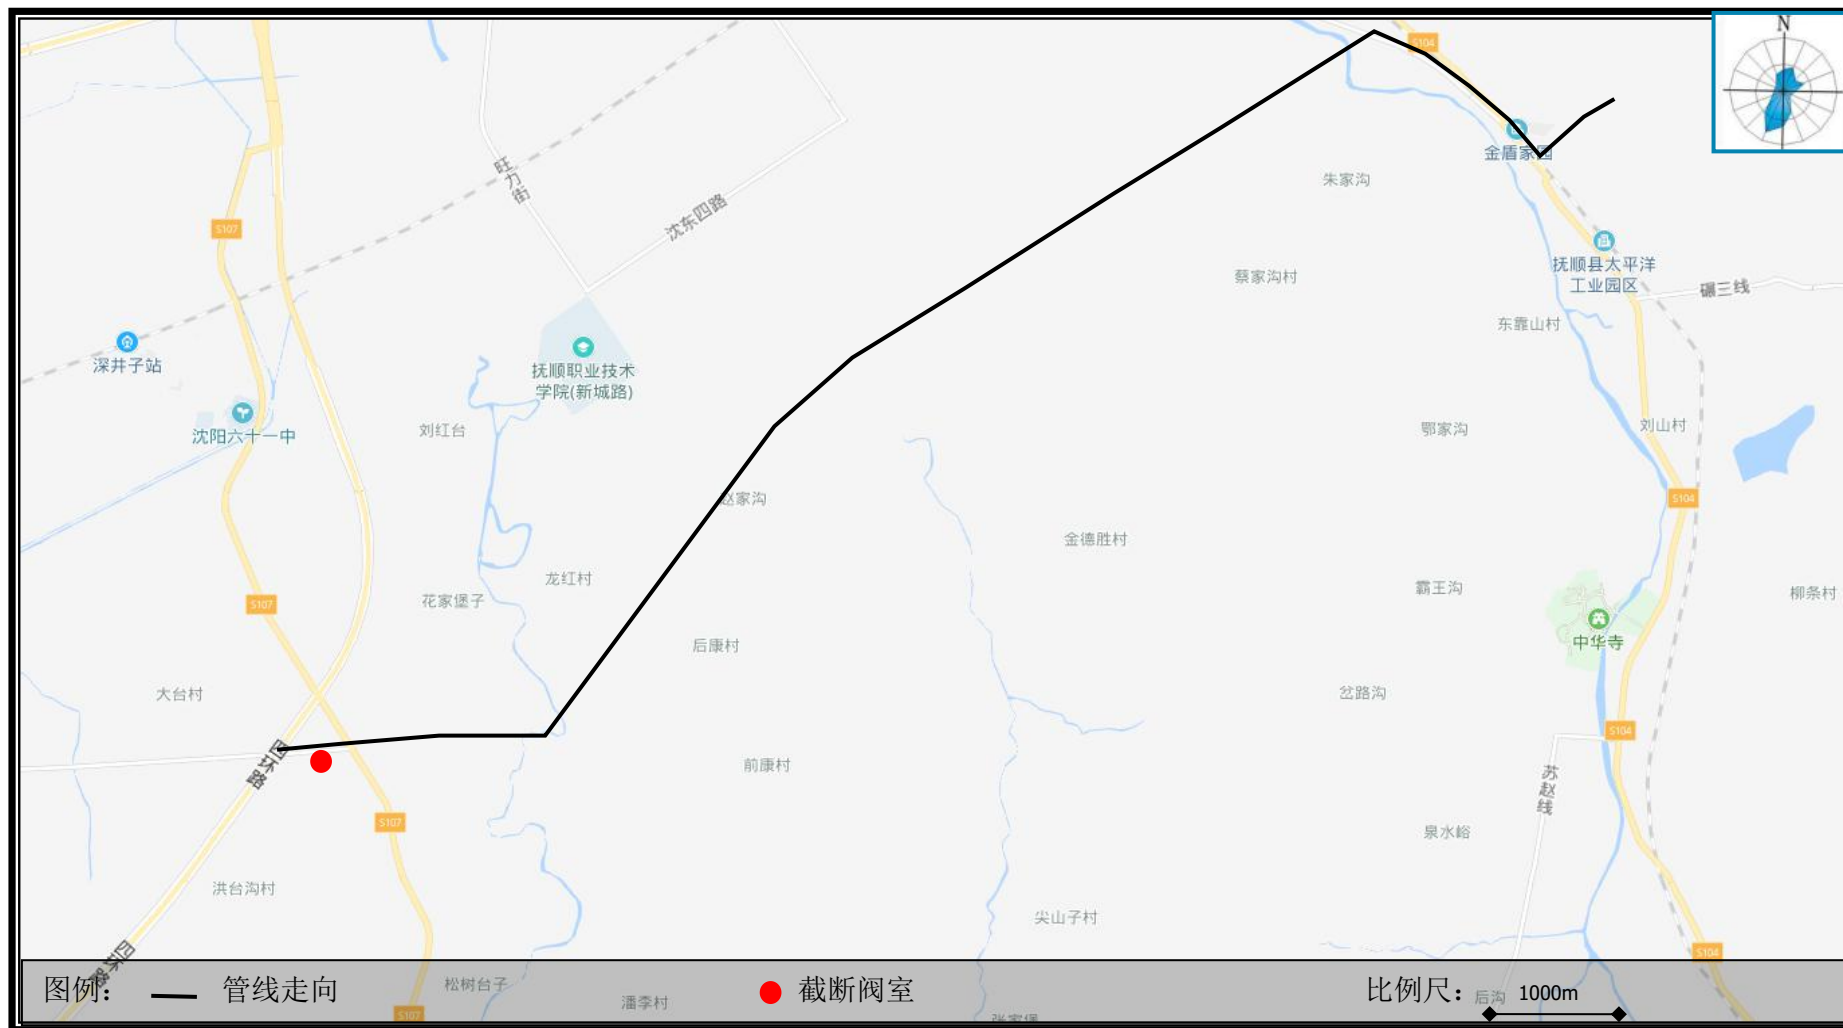 N
S104
金盾家园
朱家沟
旺力街
沈东四路
S107
蔡家沟村
抚顺县太平洋
工业园区
碾三线
东靠山村
深井子站
抚顺职业技术
学院(新城路)
沈阳六十一中
刘红台
鄂家沟
刘山村
赵家沟
S104
金德胜村
龙红村
花家堡子
S107
霸王沟
柳条村
中华寺
后康村
大台村
岔路沟
S104
四环路
前康村
苏赵线
S107
泉水峪
洪台沟村
尖山子村
四环路
S104
图例：
管线走向
松树台子
潘李村
截断阀室
比例尺：
后沟
1000m
S107
张家堡